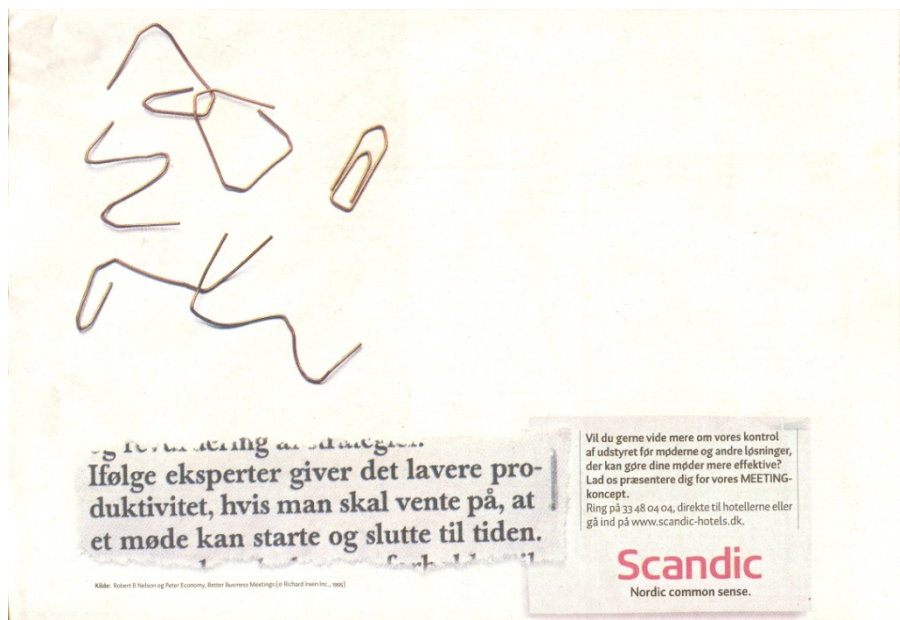 Ifølge eksperter giver det lavere pro-
duktivitet, hvis man skal vente på, at
et møde kan starte og slutte til tiden.
Kilde: Robert B Nelson og Peter Economy, Better Business Meetings (© Richard Irwin Inc., 1995)
Vil du gerne vide mere om vores kontrol
af udstyret før møderne og andre løsninger,
der kan gøre dine møder mere effektive?
Lad os præsentere dig for vores MEETING-
koncept.
Ring på 33 48 04 04, direkte til hotellerne eller
gå ind på www.scandic-hotels.dk.
Scandic
Nordic common sense.